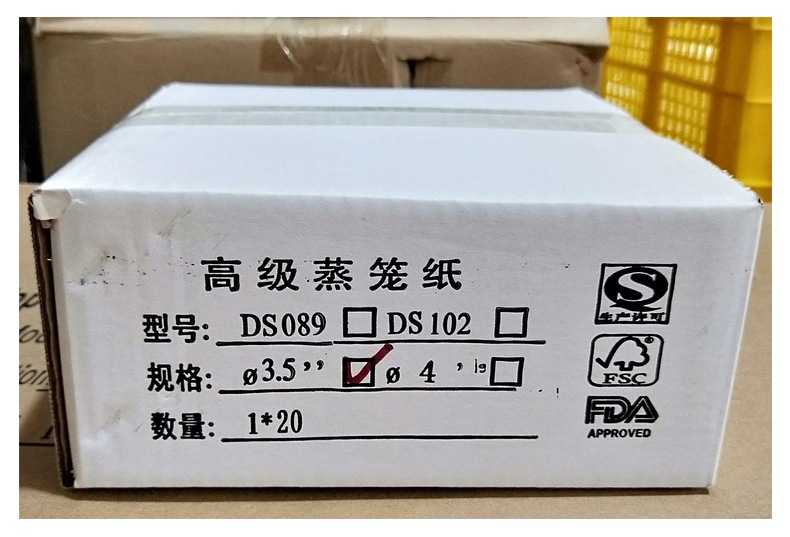 高级蒸笼纸
型号: DS089 □ DS102 □
规格: ø3.5’’ ☑ ø 4 ’ □
数量: 1*20
生产许可
FSC
FDA
APPROVED